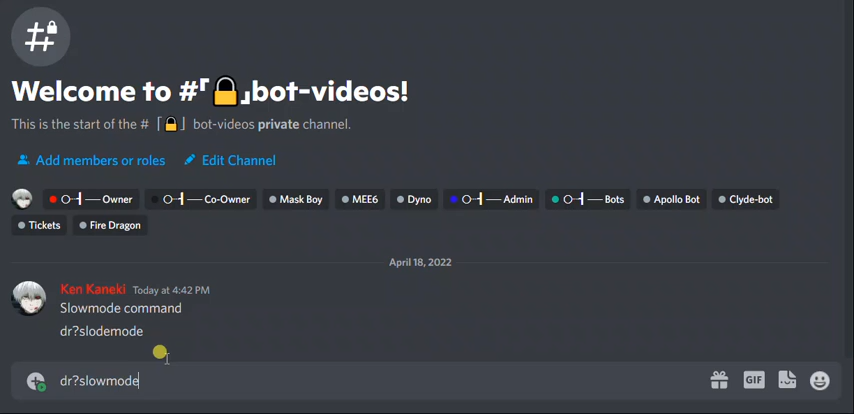 Welcome to #「🔒」bot-videos!
This is the start of the # 「🔒」 bot-videos private channel.
Add members or roles Edit Channel
Owner Co-Owner Mask Boy MEE6 Dyno Admin Bots Apollo Bot Clyde-bot
Tickets Fire Dragon
April 18, 2022
Ken Kaneki Today at 4:42 PM
Slowmode command
dr?slodemode
dr?slowmode GIF